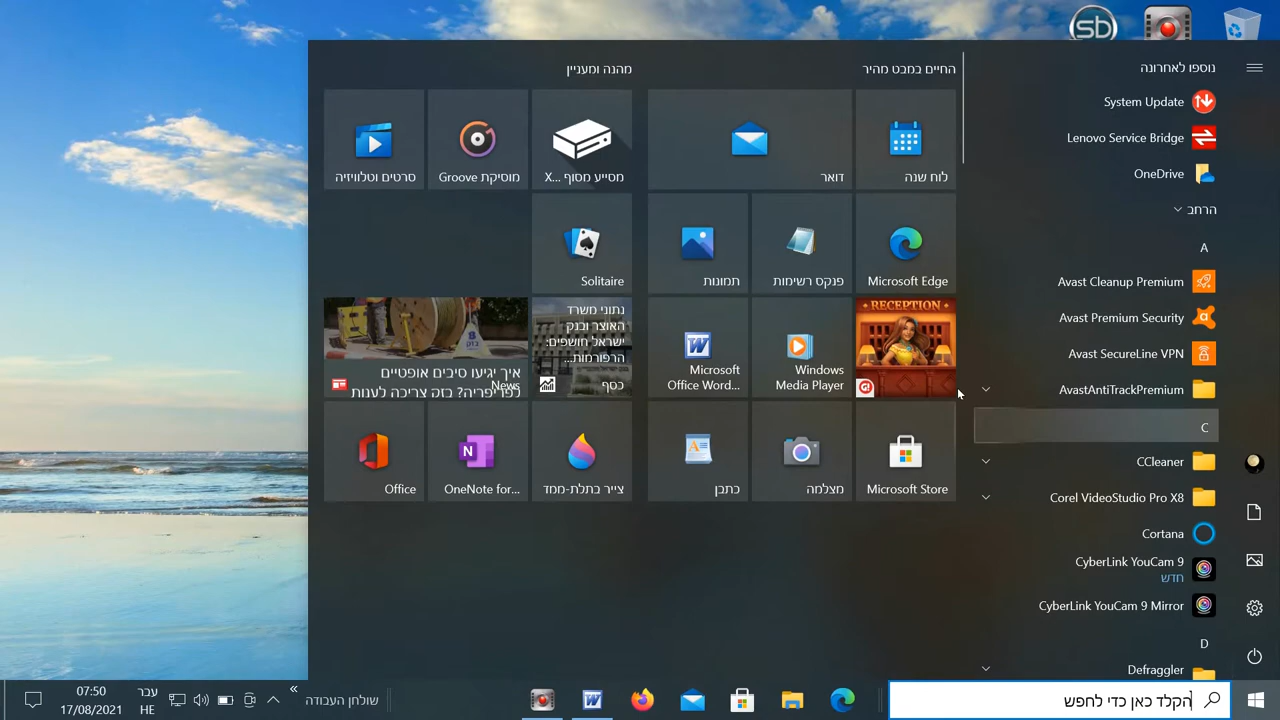 sb
נוספו לאחרונה
System Update
Lenovo Service Bridge
OneDrive
הרחב
A
Avast Cleanup Premium
Avast Premium Security
Avast SecureLine VPN
AvastAntiTrackPremium
C
CCleaner
Corel VideoStudio Pro X8
Cortana
CyberLink YouCam 9
חדש
CyberLink YouCam 9 Mirror
D
Defraggler
החיים במבט מהיר
לוח שנה
דואר
Microsoft Edge
פנקס רשימות
תמונות
RECEPTION
Windows
Media Player
Microsoft
Office Word...
Microsoft Store
מצלמה
כתבן
מהנה ומעניין
מסייע מסוף X...
מוסיקת Groove
סרטים וטלוויזיה
Solitaire
נתוני משרד
האוצר ובנק
ישראל חושפים:
הרפורמות...
כסף
איך יגיעו סיבים אופטיים
לפריפריה? בזק צריכה לענות
News
צייר בתלת-ממד
OneNote for...
Office
הקלד כאן כדי לחפש
שולחן העבודה
עבר
HE
07:50
17/08/2021